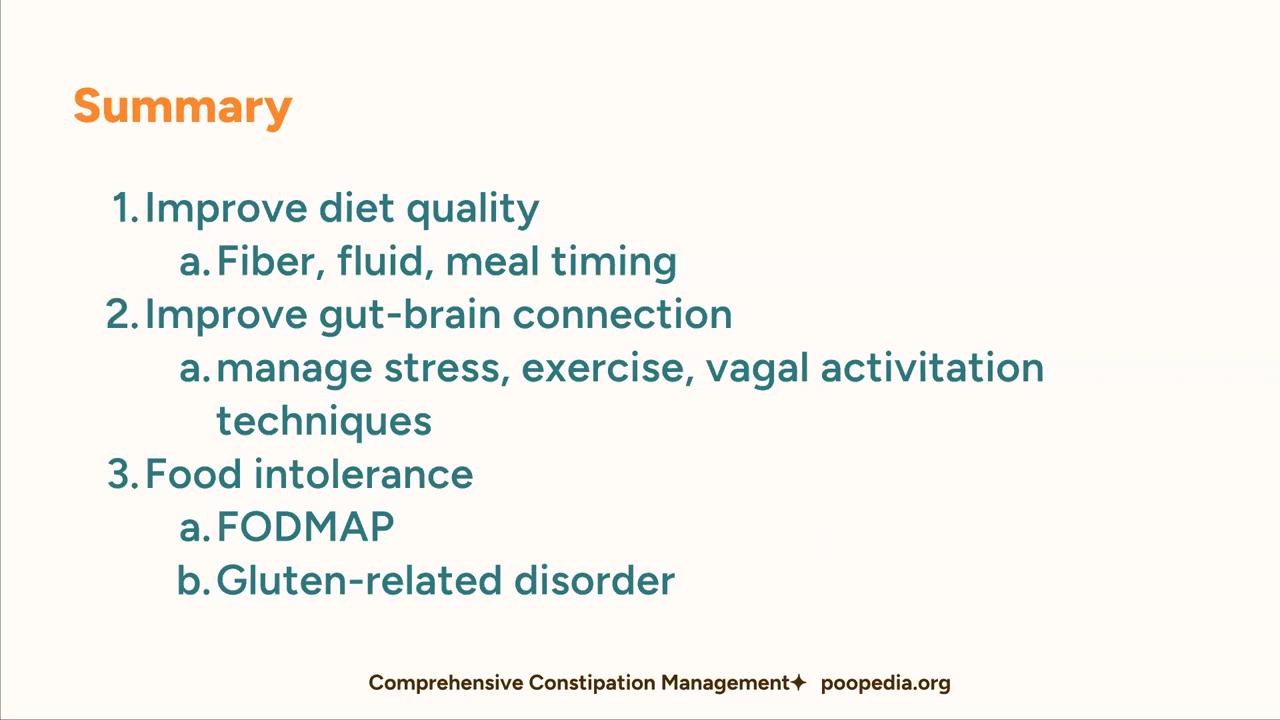 Summary
1. Improve diet quality
a. Fiber, fluid, meal timing
2. Improve gut-brain connection
a. manage stress, exercise, vagal activitation
techniques
3. Food intolerance
a. FODMAP
b. Gluten-related disorder
Comprehensive Constipation Management✦ poopedia.org